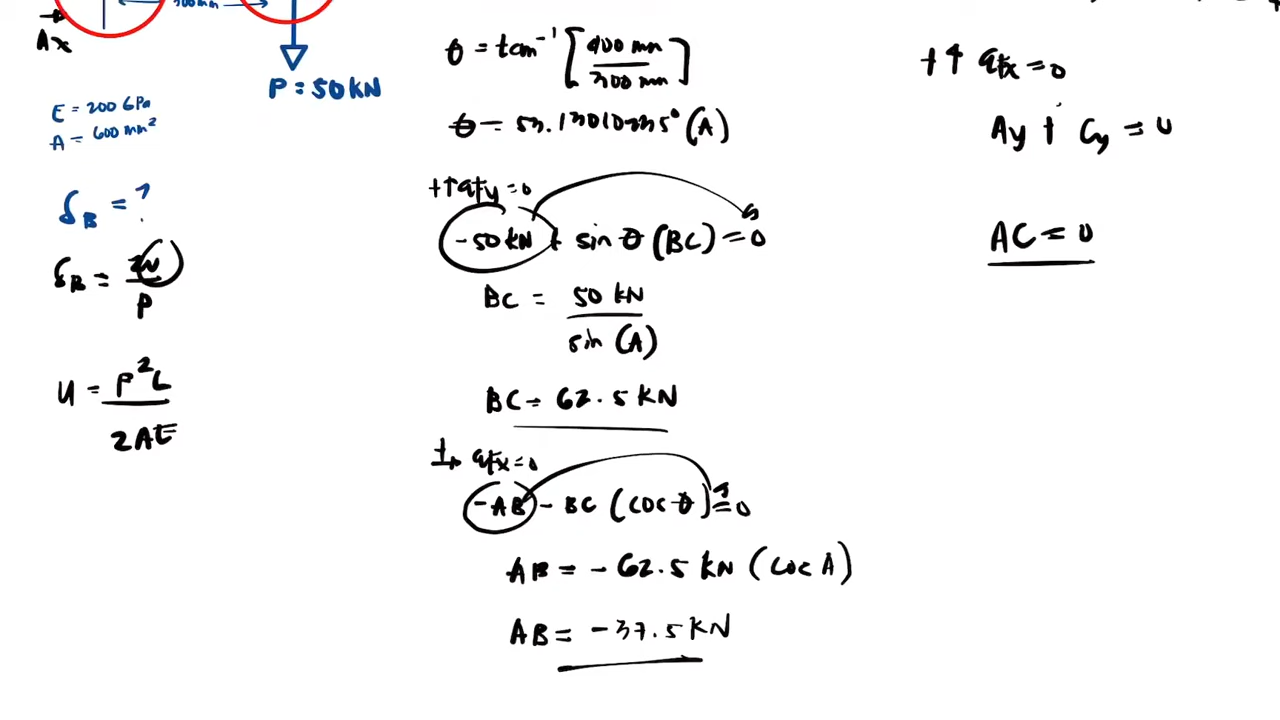 300mm
Ax
P = 50 KN
E = 200 GPa
A = 600 mm²
δB = ?
δB = 2U / P
U = P²L / 2AE
θ = tan⁻¹ [400 mm / 300 mm]
θ = 53.13010235° (A)
+↑ΣFy = 0
-50 KN + sin θ (BC) = 0
BC = 50 KN / sin (A)
BC = 62.5 KN
+→ ΣFx = 0
-AB - BC (cos θ) = 0
AB = - 62.5 KN (cos A)
AB = -37.5 KN
+↑ ΣFx = 0
Ay + Cy = 0
AC = 0